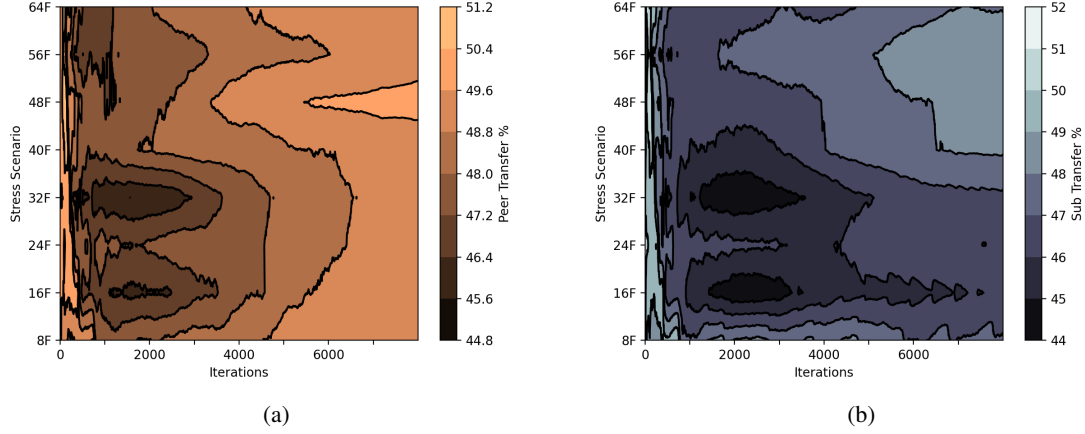 64F
56F
48F
40F
32F
24F
16F
8F
Stress Scenario
0
2000
4000
6000
Iterations
51.2
50.4
49.6
48.8
48.0
47.2
46.4
45.6
44.8
Peer Transfer %
(a)
64F
56F
48F
40F
32F
24F
16F
8F
Stress Scenario
0
2000
4000
6000
Iterations
52
51
50
49
48
47
46
45
44
Sub Transfer %
(b)